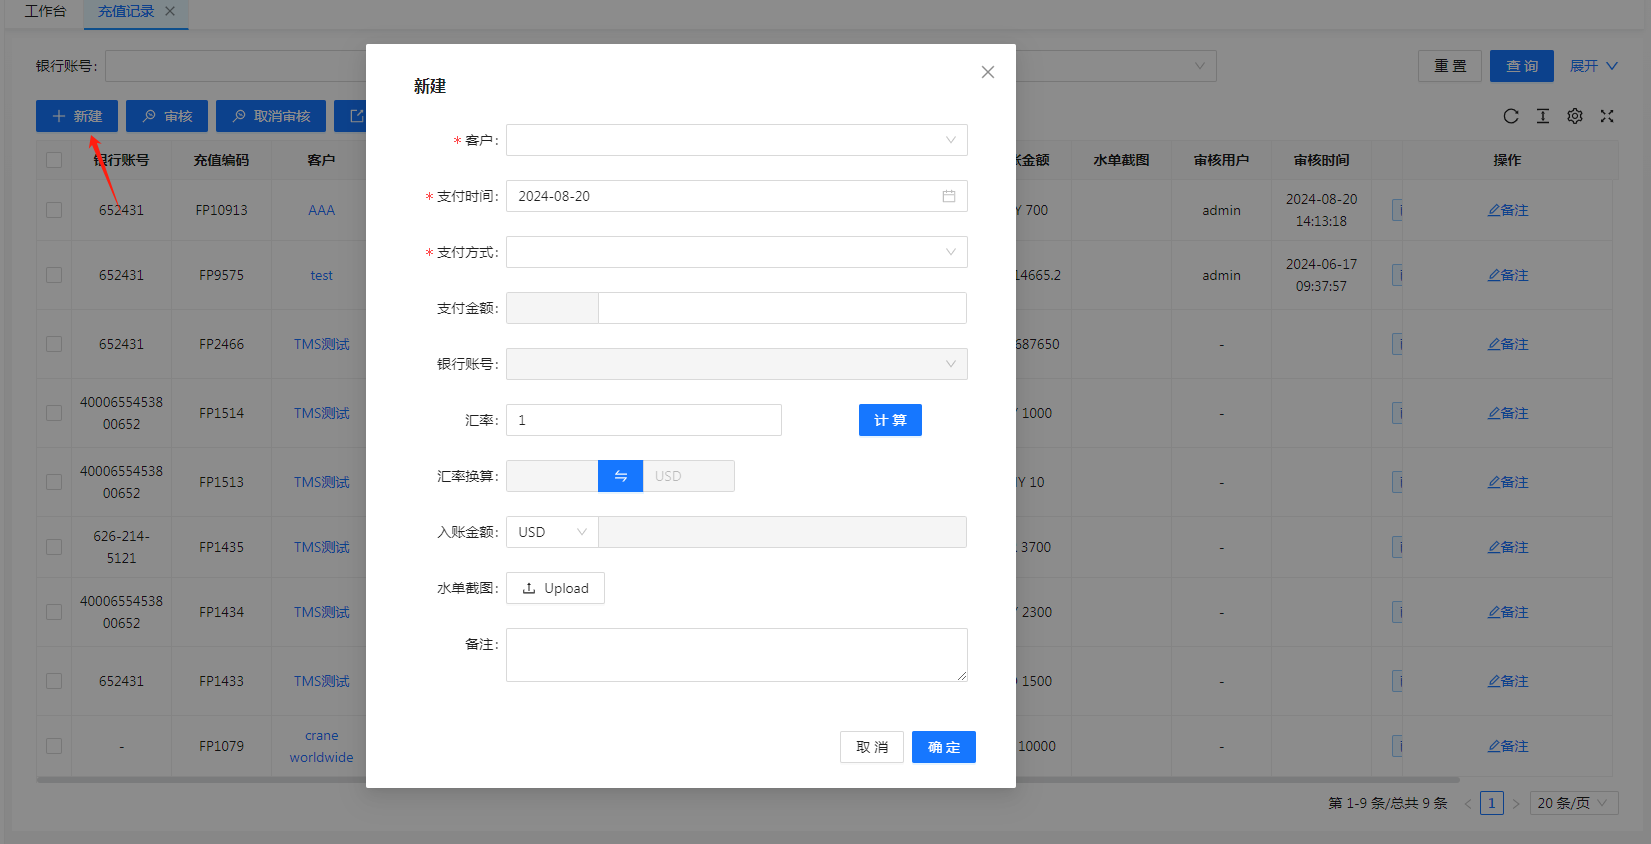 工作台 充值记录
银行账号:
重 置 查 询 展开
新建 审核 取消审核
银行账号 充值编码 客户 金额 水单截图 审核用户 审核时间 操作
652431 FP10913 AAA 700 admin 2024-08-20 14:13:18 备注
652431 FP9575 test 14665.2 admin 2024-06-17 09:37:57 备注
652431 FP2466 TMS测试 687650 - 备注
4000655453800652 FP1514 TMS测试 1000 - 备注
4000655453800652 FP1513 TMS测试 10 - 备注
626-214-5121 FP1435 TMS测试 3700 - 备注
4000655453800652 FP1434 TMS测试 2300 - 备注
652431 FP1433 TMS测试 1500 - 备注
- FP1079 crane worldwide 10000 - 备注
第 1-9 条/总共 9 条 1 20 条/页
新建
* 客户:
* 支付时间: 2024-08-20
* 支付方式:
支付金额:
银行账号:
汇率: 1 计 算
汇率换算: USD
入账金额: USD
水单截图: Upload
备注:
取 消 确 定